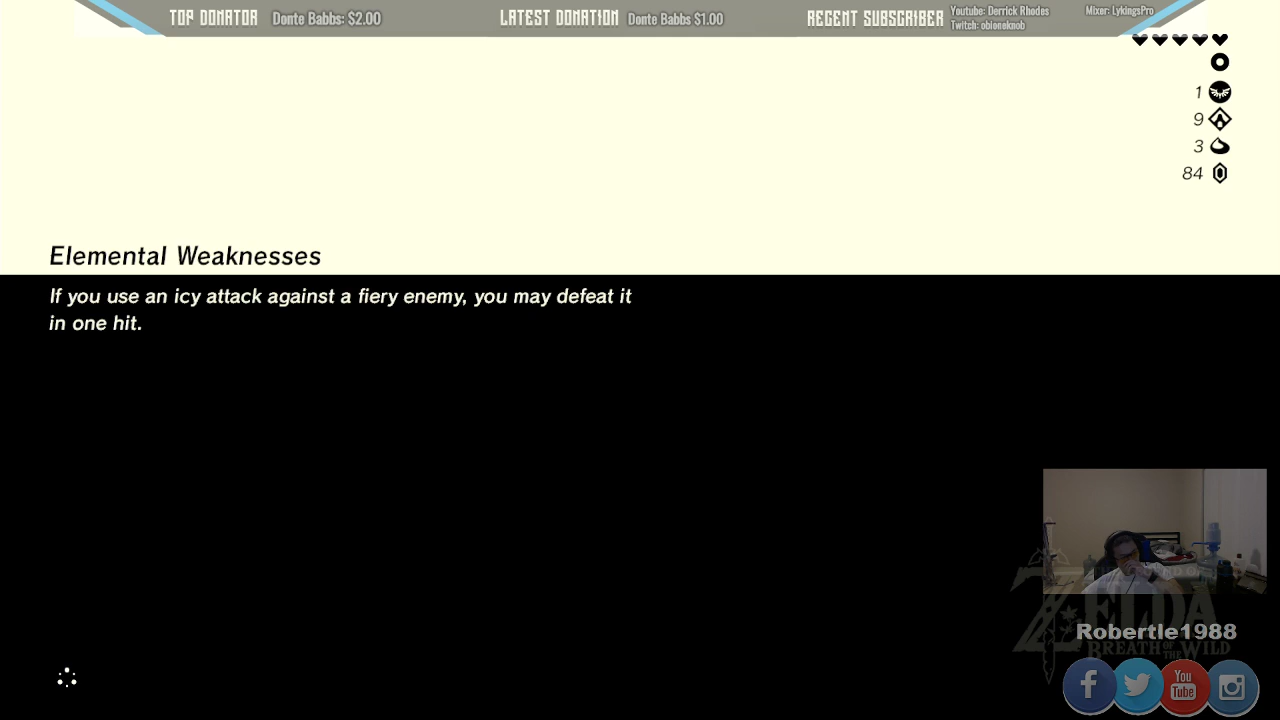 TOP DONATOR Donte Babbs: $2.00 LATEST DONATION Donte Babbs $1.00 RECENT SUBSCRIBER Youtube: Derrick Rhodes Mixer: LykingsPro
Twitch: obioneknob
1
9
3
84
Elemental Weaknesses
If you use an icy attack against a fiery enemy, you may defeat it
in one hit.
ZELDA
Robertle1988
BREATH OF THE WILD
You
Tube